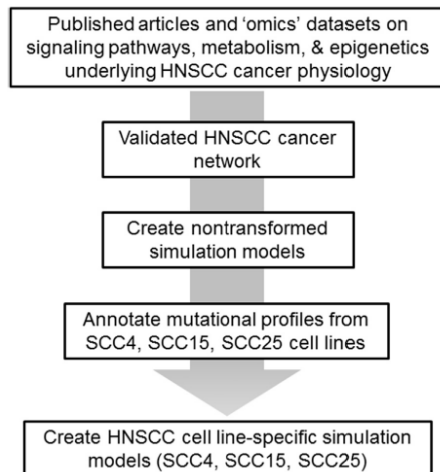 Published articles and 'omics' datasets on
signaling pathways, metabolism, & epigenetics
underlying HNSCC cancer physiology
Validated HNSCC cancer
network
Create nontransformed
simulation models
Annotate mutational profiles from
SCC4, SCC15, SCC25 cell lines
Create HNSCC cell line-specific simulation
models (SCC4, SCC15, SCC25)